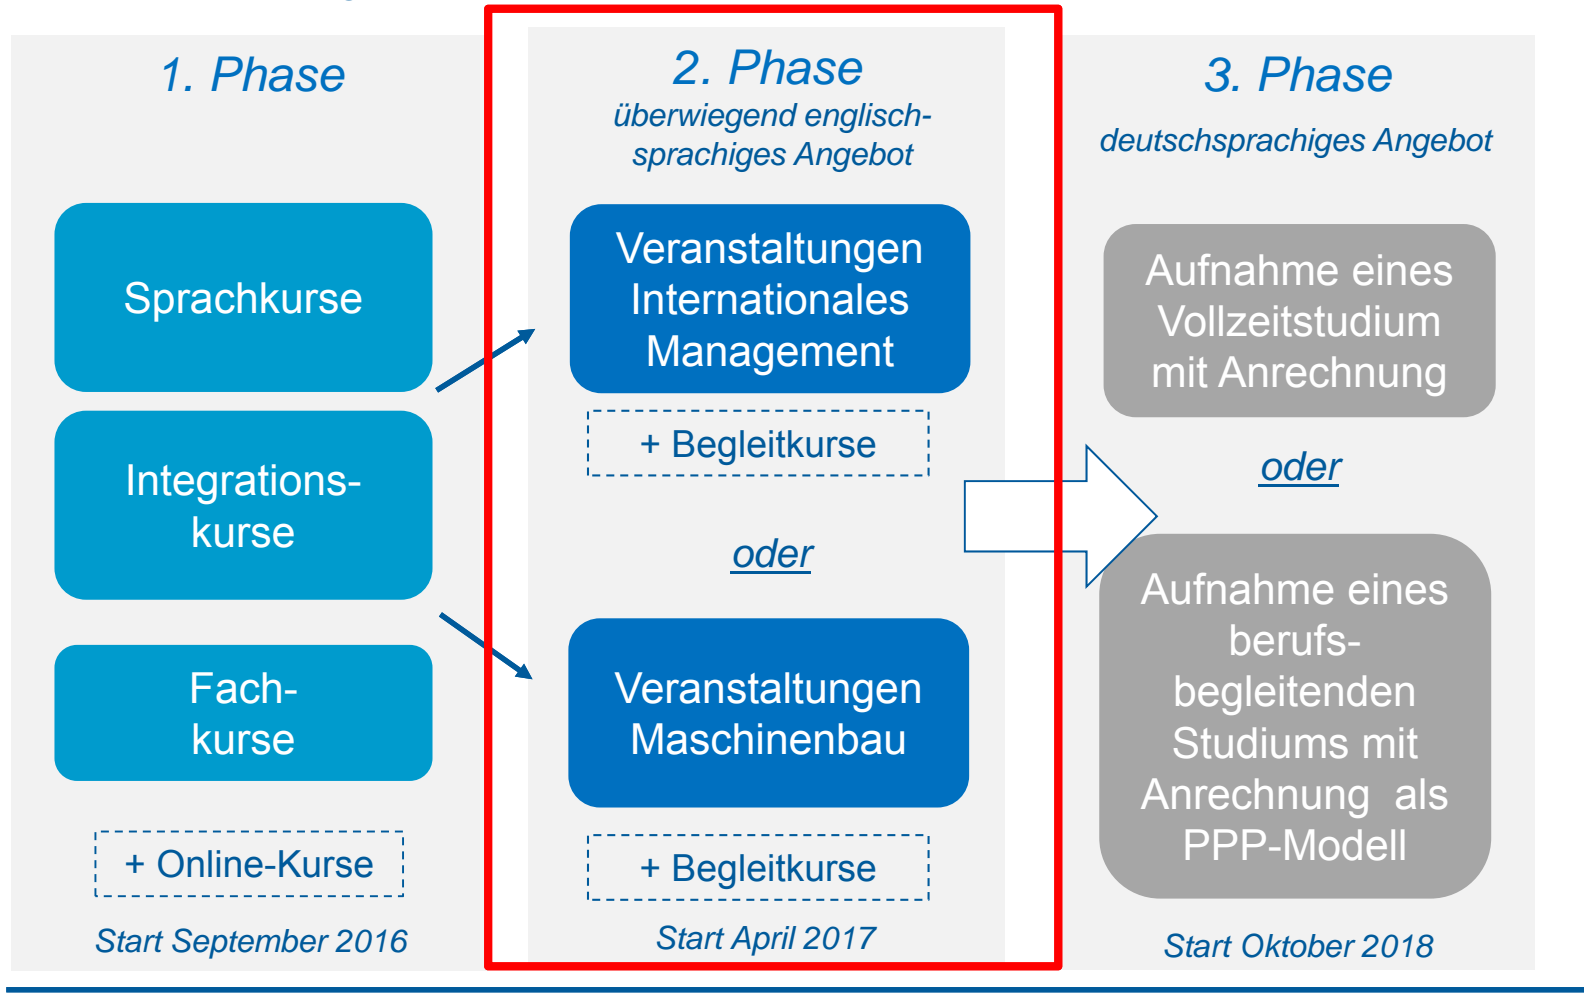 1. Phase
Sprachkurse
Integrations-
kurse
Fach-
kurse
+ Online-Kurse
Start September 2016
2. Phase
überwiegend englisch-
sprachiges Angebot
Veranstaltungen
Internationales
Management
+ Begleitkurse
oder
Veranstaltungen
Maschinenbau
+ Begleitkurse
Start April 2017
3. Phase
deutschsprachiges Angebot
Aufnahme eines
Vollzeitstudium
mit Anrechnung
oder
Aufnahme eines
berufs-
begleitenden
Studiums mit
Anrechnung als
PPP-Modell
Start Oktober 2018